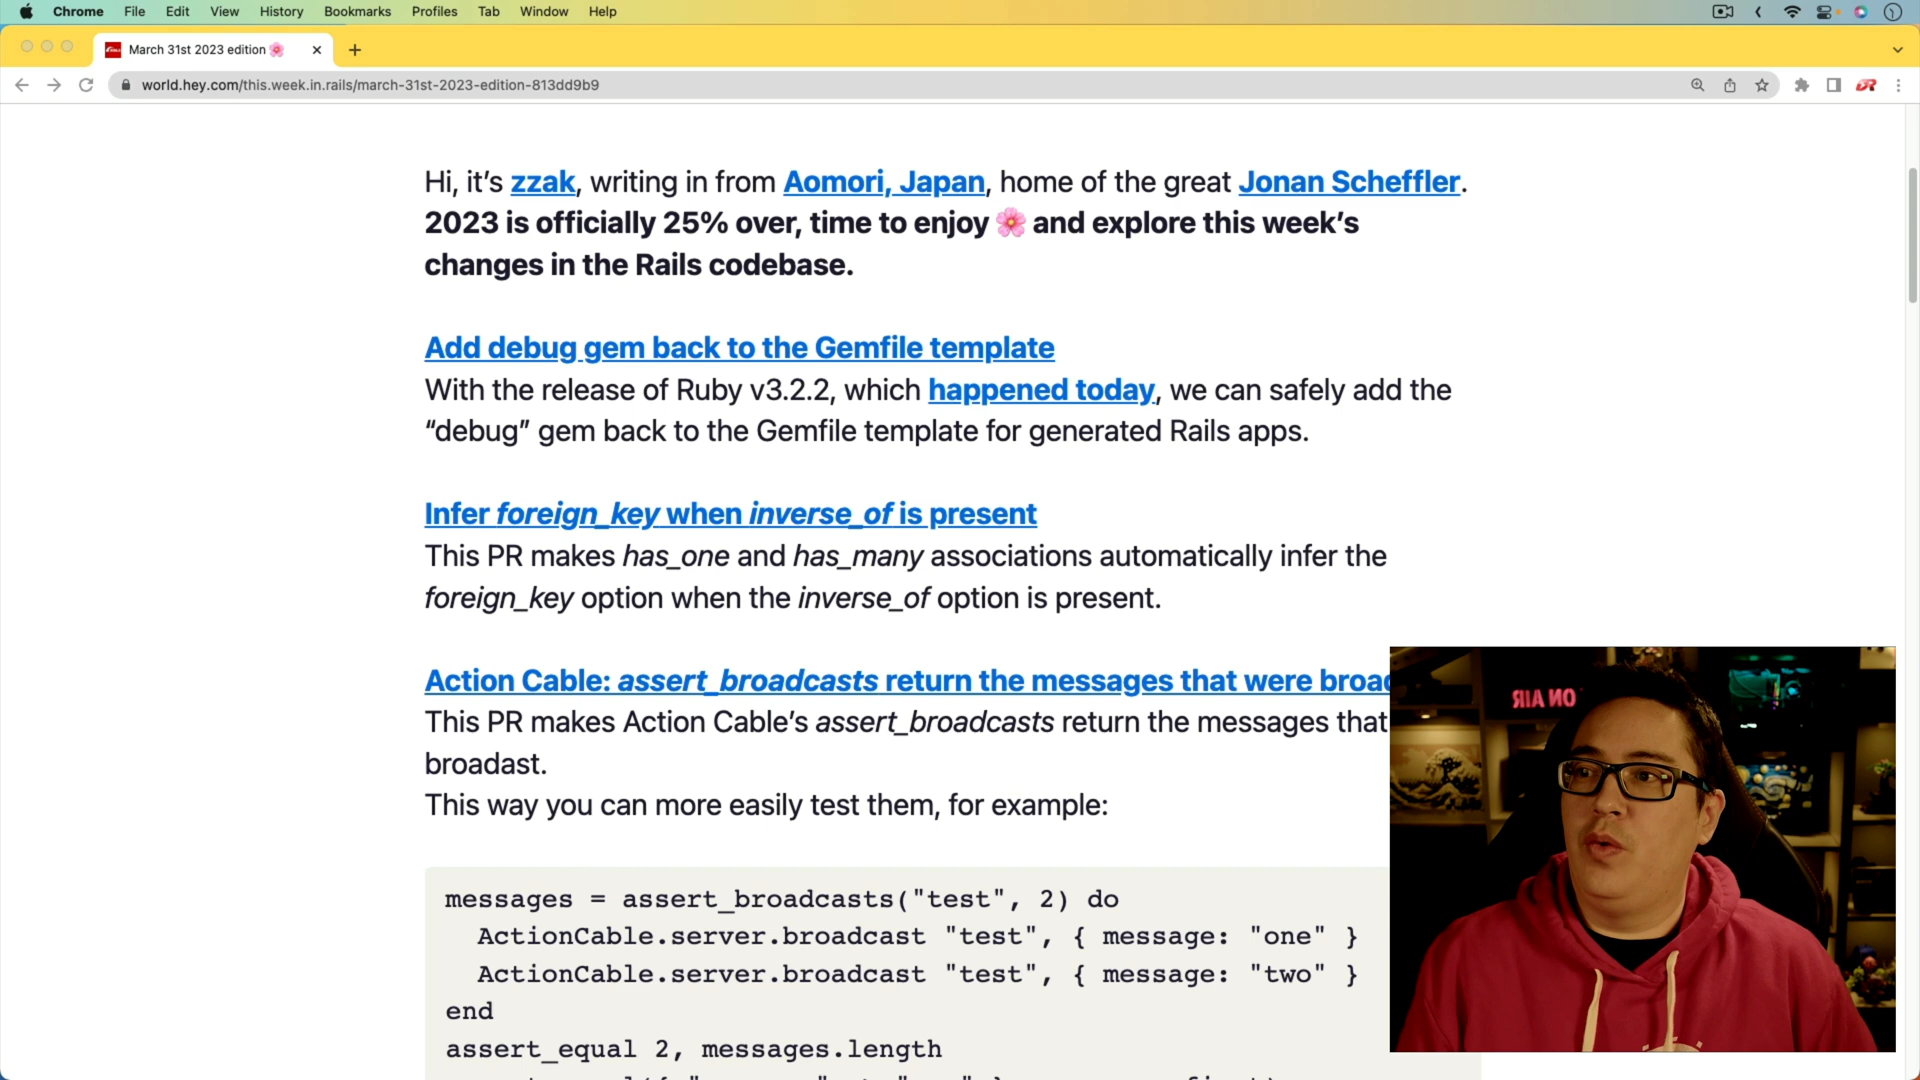 Chrome File Edit View History Bookmarks Profiles Tab Window Help
March 31st 2023 edition 🌸
world.hey.com/this.week.in.rails/march-31st-2023-edition-813dd9b9
Hi, it’s zzak, writing in from Aomori, Japan, home of the great Jonan Scheffler.
2023 is officially 25% over, time to enjoy 🌸 and explore this week’s
changes in the Rails codebase.
Add debug gem back to the Gemfile template
With the release of Ruby v3.2.2, which happened today, we can safely add the
“debug” gem back to the Gemfile template for generated Rails apps.
Infer foreign_key when inverse_of is present
This PR makes has_one and has_many associations automatically infer the
foreign_key option when the inverse_of option is present.
Action Cable: assert_broadcasts return the messages that were broad
This PR makes Action Cable’s assert_broadcasts return the messages that
broadast.
This way you can more easily test them, for example:
messages = assert_broadcasts("test", 2) do
ActionCable.server.broadcast "test", { message: "one" }
ActionCable.server.broadcast "test", { message: "two" }
end
assert_equal 2, messages.length
ON AIR